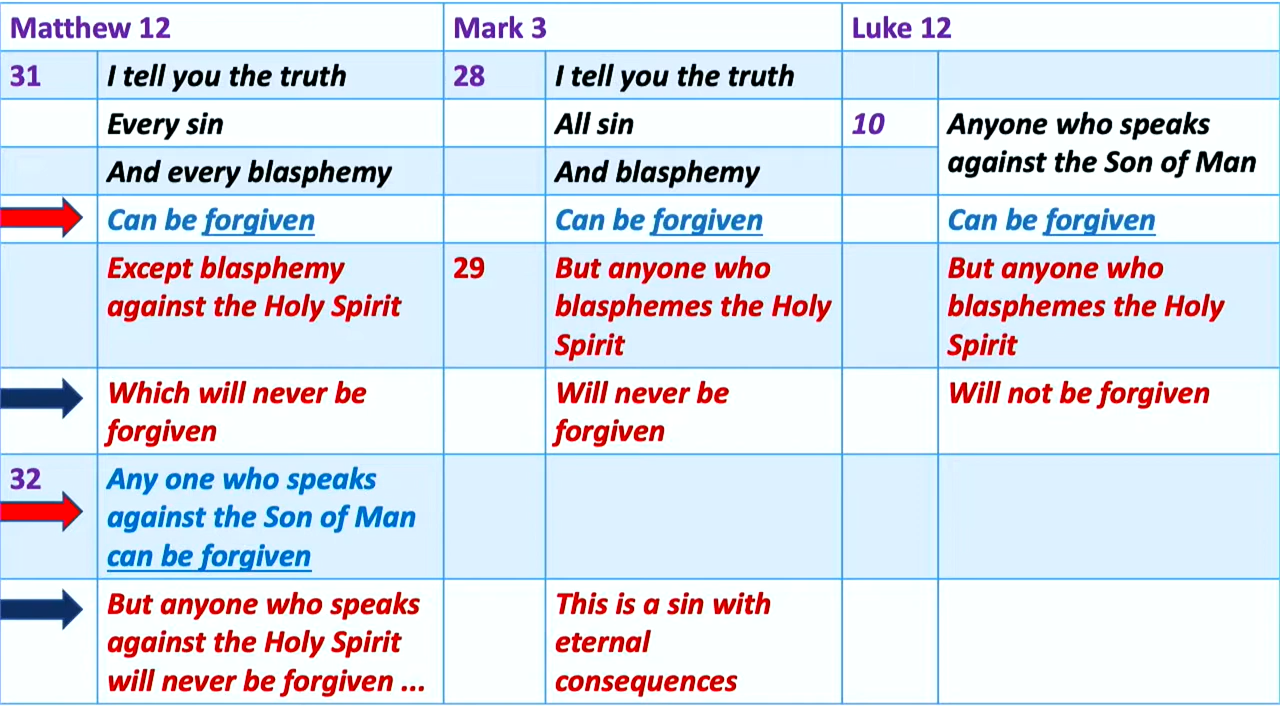 Matthew 12 Mark 3 Luke 12
31 I tell you the truth 28 I tell you the truth
Every sin All sin 10 Anyone who speaks
against the Son of Man
And every blasphemy And blasphemy
Can be forgiven Can be forgiven Can be forgiven
Except blasphemy
against the Holy Spirit
29 But anyone who
blasphemes the Holy
Spirit
But anyone who
blasphemes the Holy
Spirit
Which will never be
forgiven
Will never be
forgiven
Will not be forgiven
32 Any one who speaks
against the Son of Man
can be forgiven
But anyone who speaks
against the Holy Spirit
will never be forgiven ...
This is a sin with
eternal
consequences